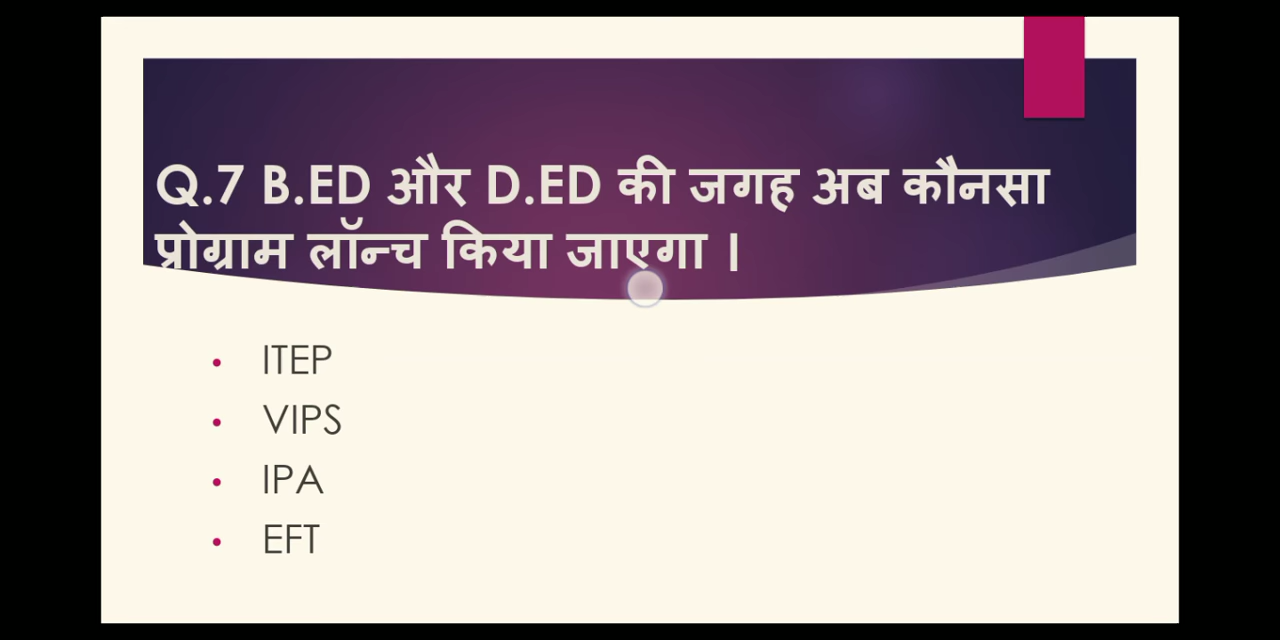 Q.7 B.ED और D.ED की जगह अब कौनसा
प्रोग्राम लॉन्च किया जाएगा |
• ITEP
• VIPS
• IPA
• EFT